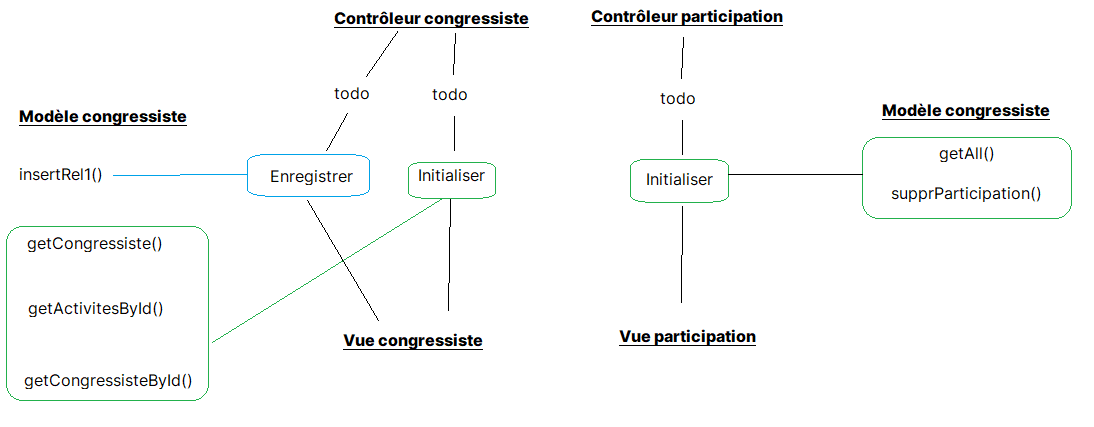 Contrôleur congressiste
todo
todo
Modèle congressiste
insertRel1()
Enregistrer
Initialiser
getCongressiste()
getActivitesById()
getCongressisteById()
Vue congressiste
Contrôleur participation
todo
Initialiser
Modèle congressiste
getAll()
supprParticipation()
Vue participation